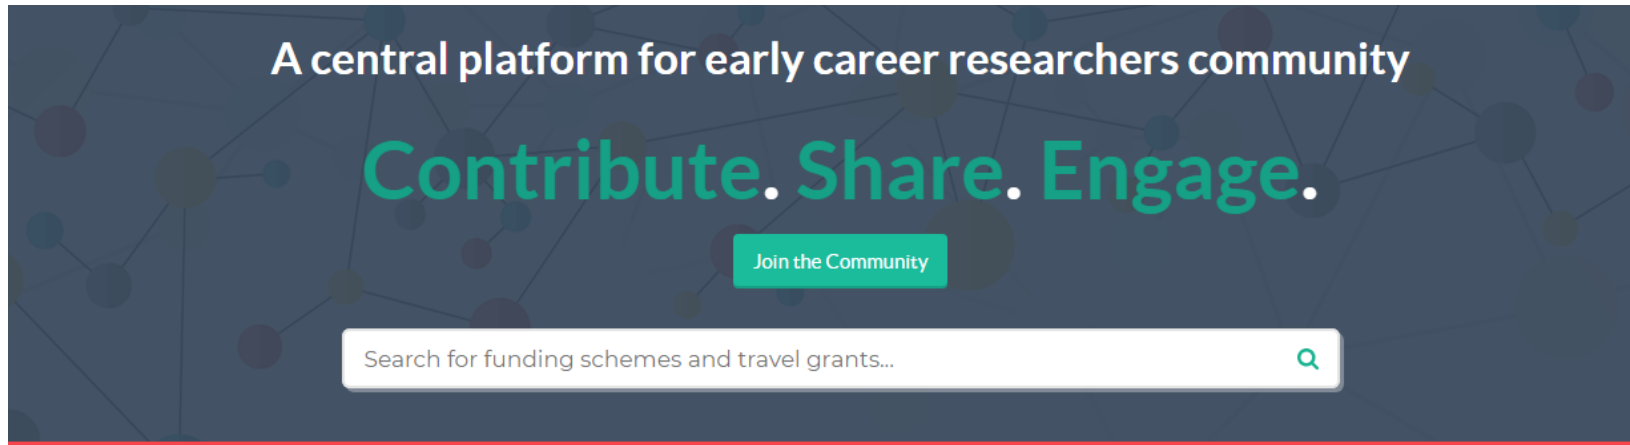 A central platform for early career researchers community
Contribute. Share. Engage.
Join the Community
Search for funding schemes and travel grants...